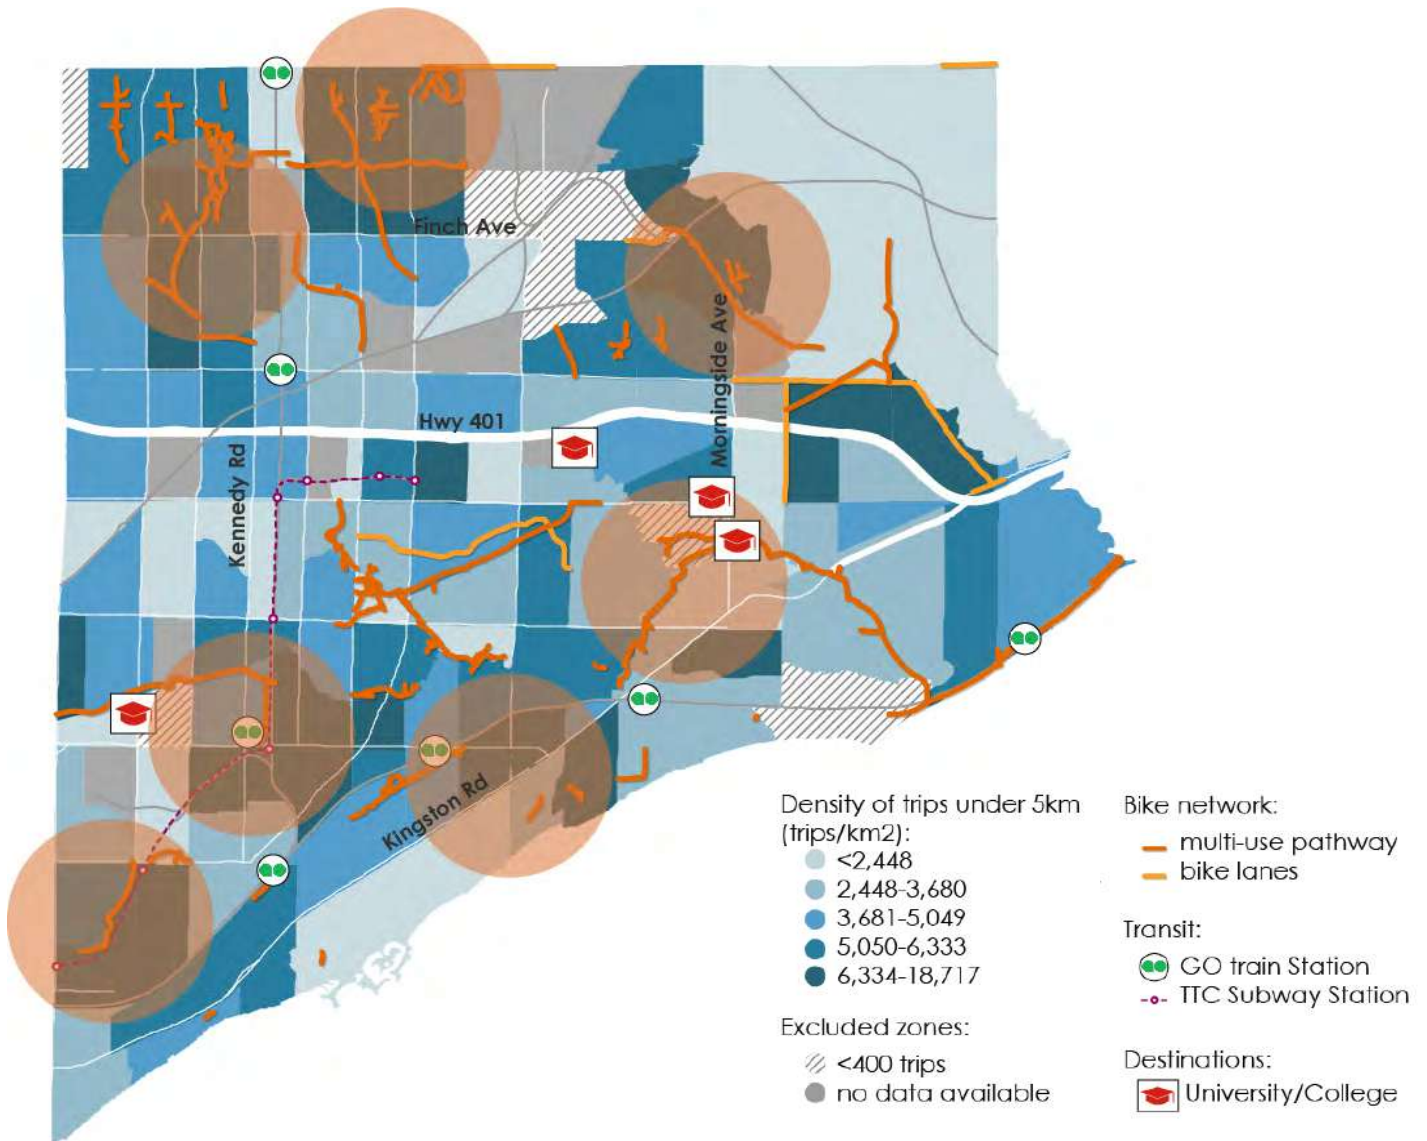 Finch Ave
Morningside Ave
Hwy 401
Kennedy Rd
Kingston Rd
Density of trips under 5km
(trips/km2):
<2,448
2,448-3,680
3,681-5,049
5,050-6,333
6,334-18,717
Excluded zones:
<400 trips
no data available
Bike network:
multi-use pathway
bike lanes
Transit:
GO train Station
TTC Subway Station
Destinations:
University/College